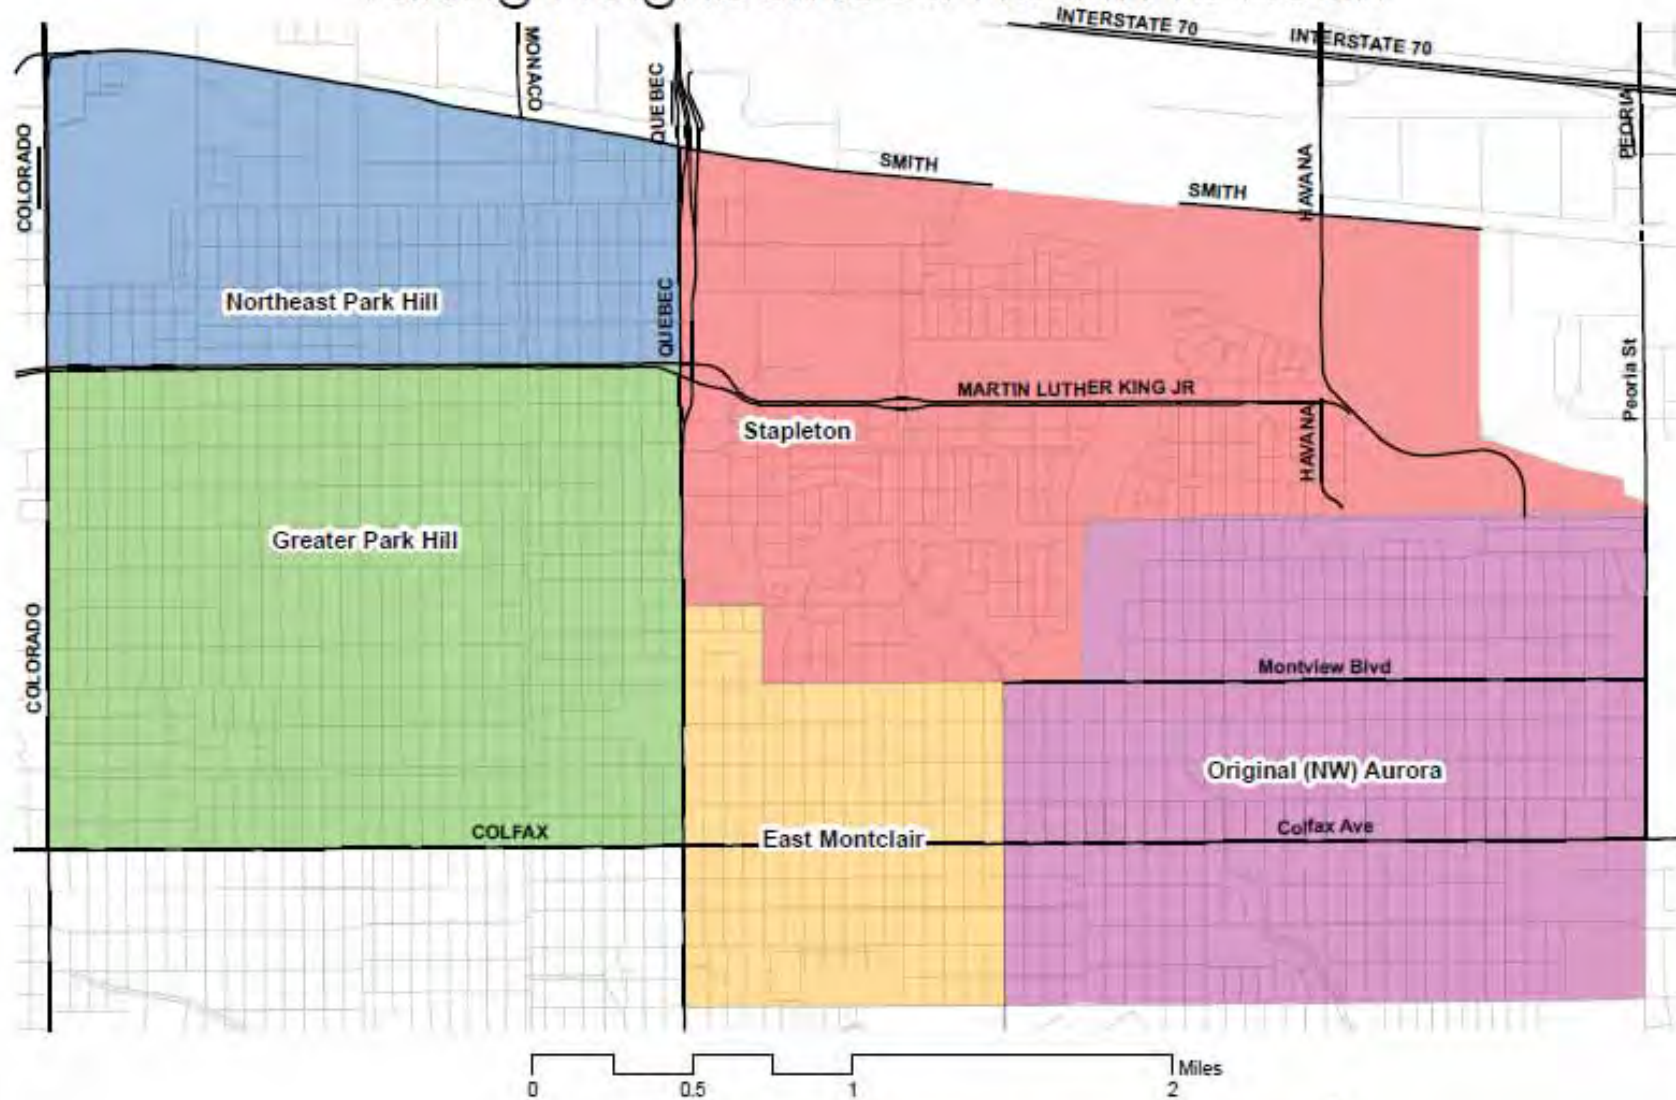 INTERSTATE 70
INTERSTATE 70
MONACO
QUEBEC
PEORIA
COLORADO
SMITH
HAVANA
SMITH
Northeast Park Hill
QUEBEC
Peoria St
MARTIN LUTHER KING JR
Stapleton
HAVANA
Greater Park Hill
COLORADO
Montview Blvd
Original (NW) Aurora
COLFAX
East Montclair
Colfax Ave
Miles
0 0.5 1 2